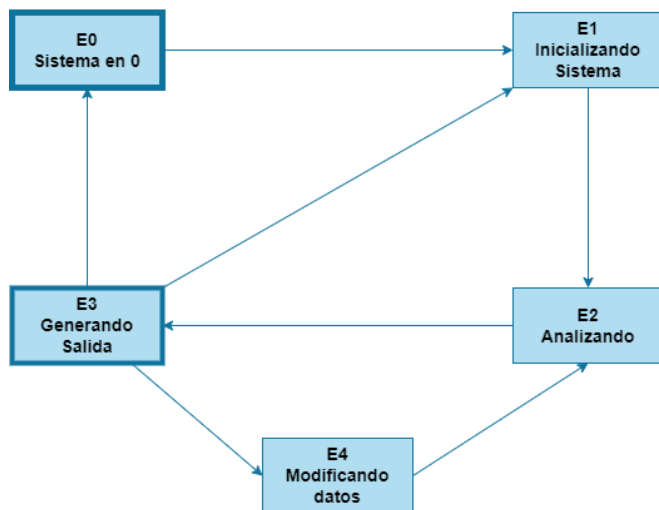 E0
Sistema en 0
E1
Inicializando
Sistema
E3
Generando
Salida
E2
Analizando
E4
Modificando
datos